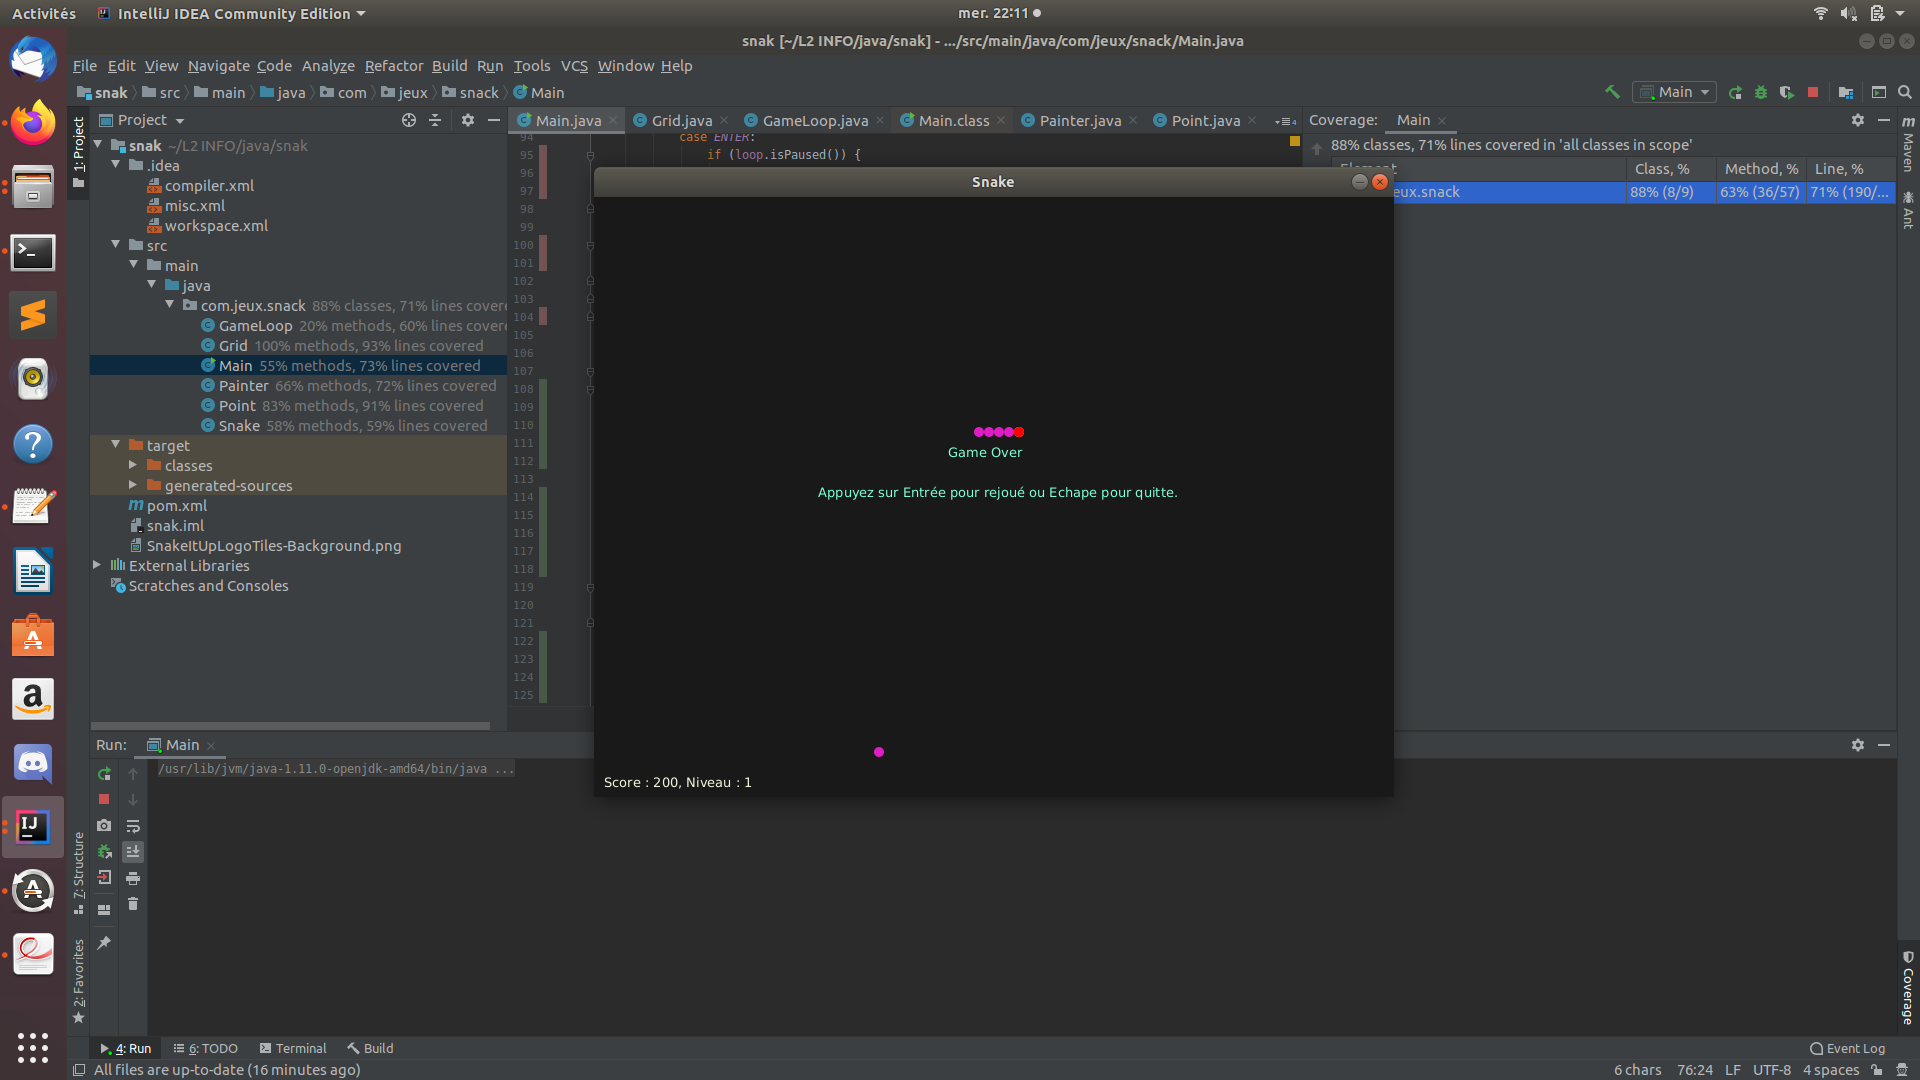 Activités IntelliJ IDEA Community Edition mer. 22:11
snak [~/L2 INFO/java/snak] - .../src/main/java/com/jeux/snack/Main.java
File Edit View Navigate Code Analyze Refactor Build Run Tools VCS Window Help
snak src main java com jeux snack Main Main
1: Project Project Main.java Grid.java GameLoop.java Main.class Painter.java Point.java 4 Coverage: Main
94 case ENTER:
95 if (loop.isPaused()) {
96
97
98
99
100
101
102
103
104
105
106
107
108
109
110
111
112
113
114
115
116
117
118
119
120
121
122
123
124
125
snak ~/L2 INFO/java/snak
.idea
compiler.xml
misc.xml
workspace.xml
src
main
java
com.jeux.snack 88% classes, 71% lines cover
GameLoop 20% methods, 60% lines cover
Grid 100% methods, 93% lines covered
Main 55% methods, 73% lines covered
Painter 66% methods, 72% lines covered
Point 83% methods, 91% lines covered
Snake 58% methods, 59% lines covered
target
classes
generated-sources
pom.xml
snak.iml
SnakeItUpLogoTiles-Background.png
External Libraries
Scratches and Consoles
88% classes, 71% lines covered in 'all classes in scope'
Class, % Method, % Line, %
eux.snack 88% (8/9) 63% (36/57) 71% (190/...
Maven
Ant
Snake
Game Over
Appuyez sur Entrée pour rejoué ou Echape pour quitte.
Score : 200, Niveau : 1
Run: Main
/usr/lib/jvm/java-1.11.0-openjdk-amd64/bin/java ...
7: Structure
2: Favorites
Coverage
4: Run 6: TODO Terminal Build Event Log
All files are up-to-date (16 minutes ago) 6 chars 76:24 LF UTF-8 4 spaces